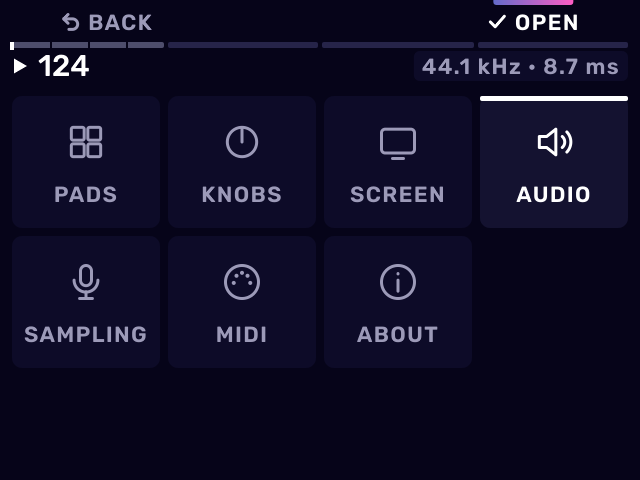 BACK
OPEN
124
44.1 kHz • 8.7 ms
PADS
KNOBS
SCREEN
AUDIO
SAMPLING
MIDI
ABOUT